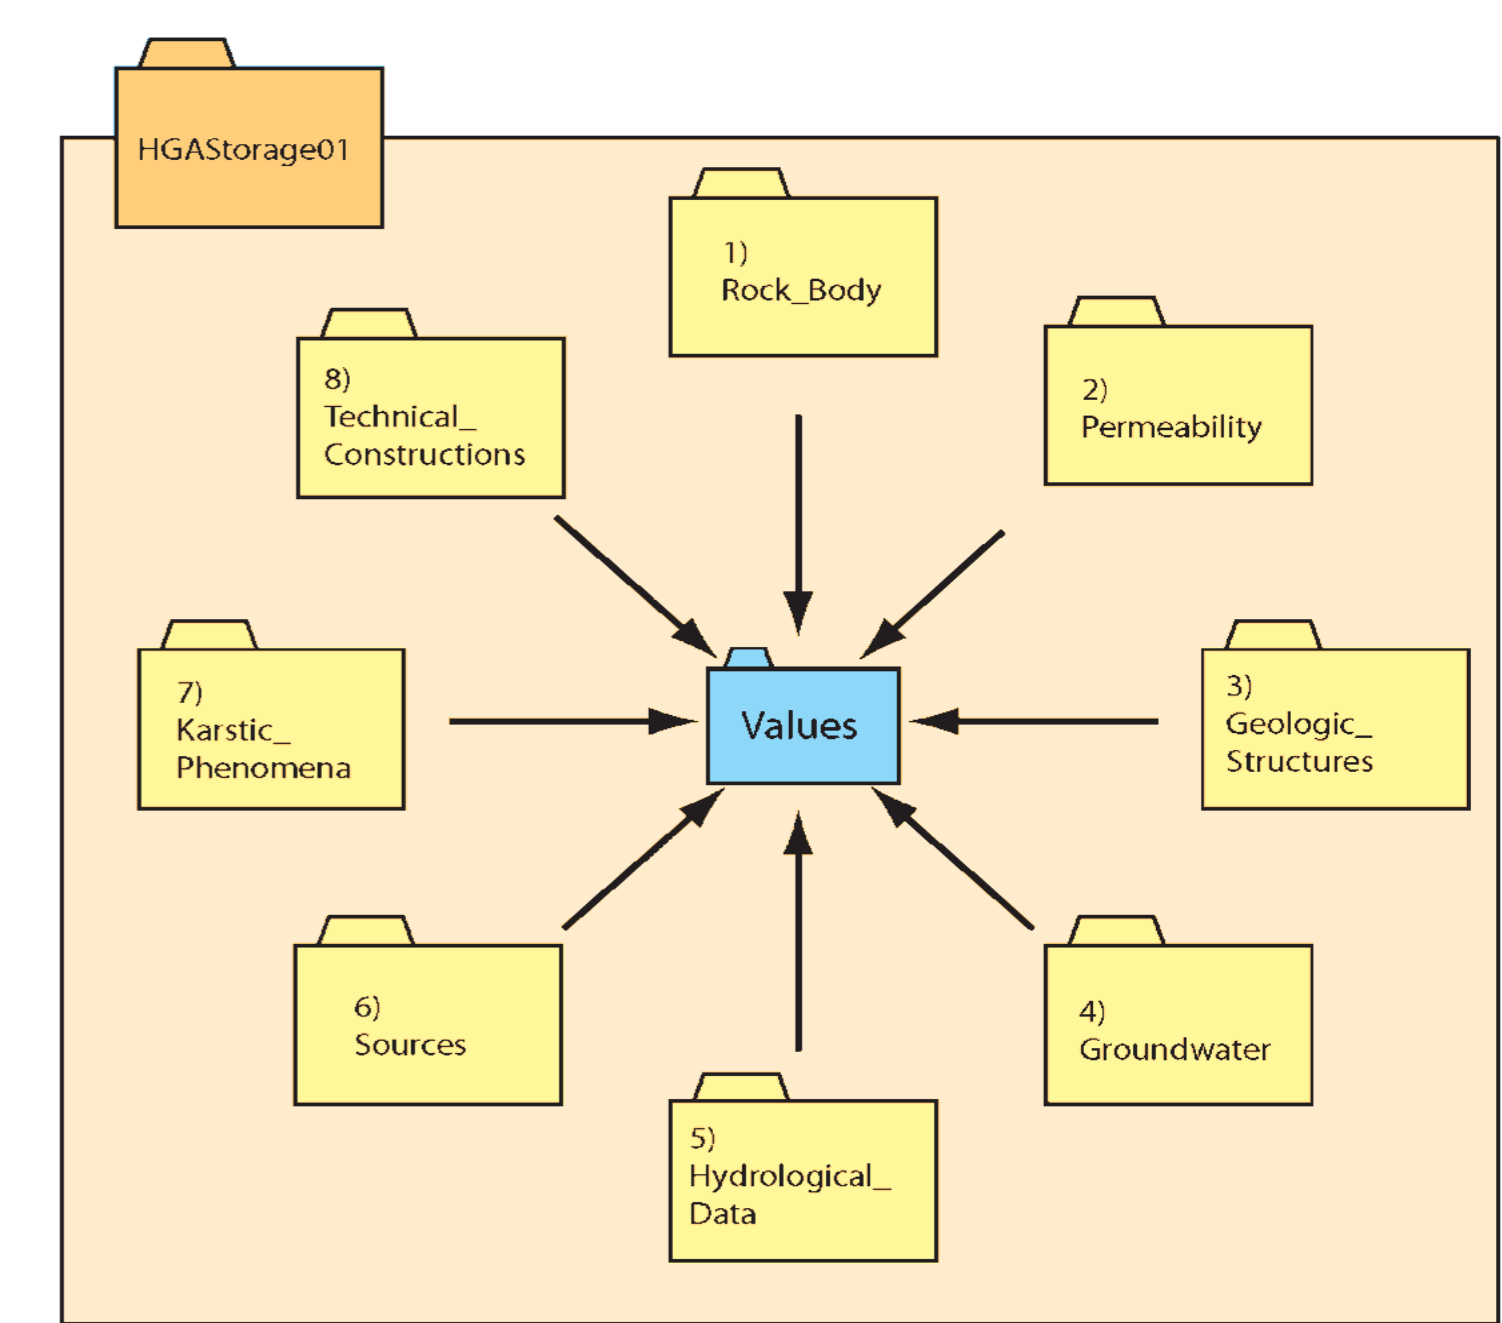 HGAStorage01
1)
Rock_Body
2)
Permeability
3)
Geologic_
Structures
4)
Groundwater
5)
Hydrological_
Data
6)
Sources
7)
Karstic_
Phenomena
8)
Technical_
Constructions
Values